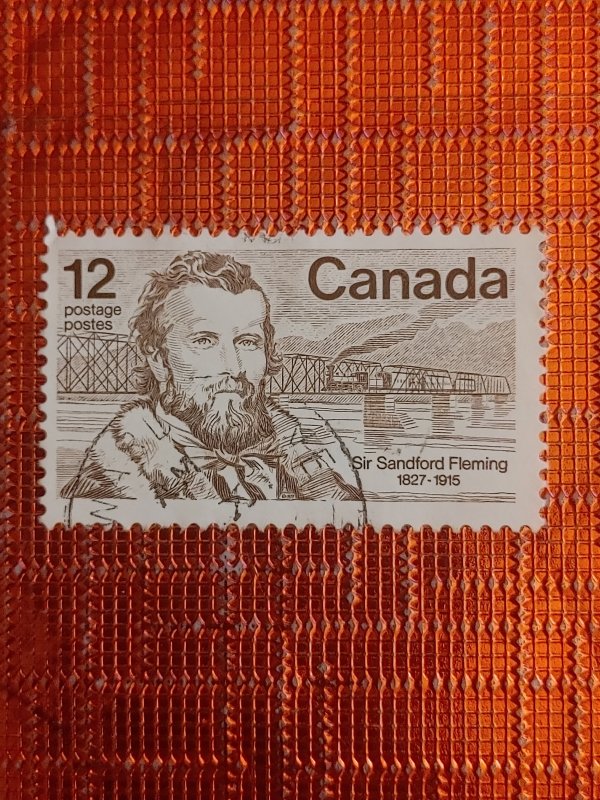 12
postage
postes
Canada
Sir Sandford Fleming
1827-1915